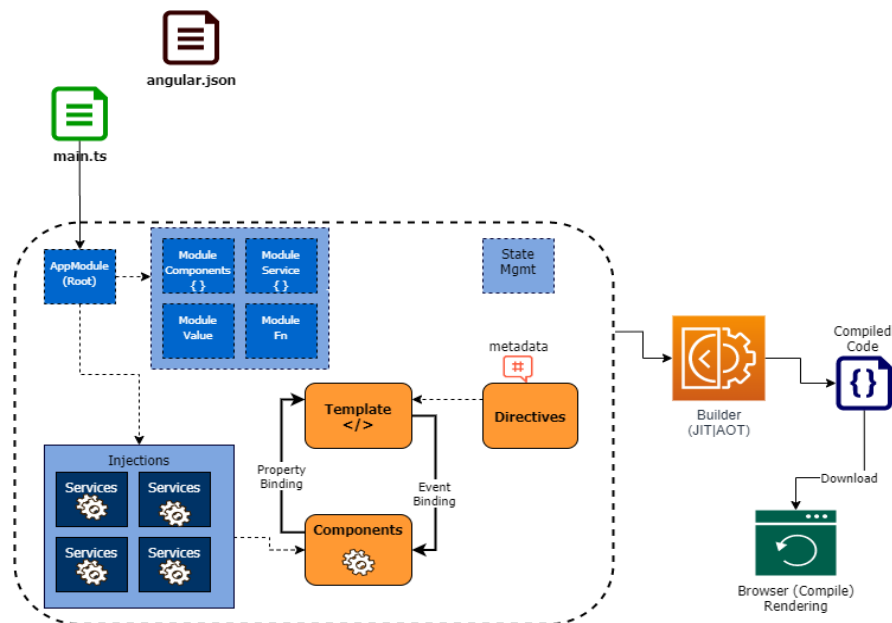 angular.json
main.ts
AppModule
(Root)
Module
Components
{ }
Module
Service
{ }
Module
Value
Module
Fn
State
Mgmt
metadata
#
Template
</>
Directives
Property
Binding
Event
Binding
Injections
Services
Services
Services
Services
Components
Builder
(JIT|AOT)
Compiled
Code
{}
Download
Browser (Compile)
Rendering